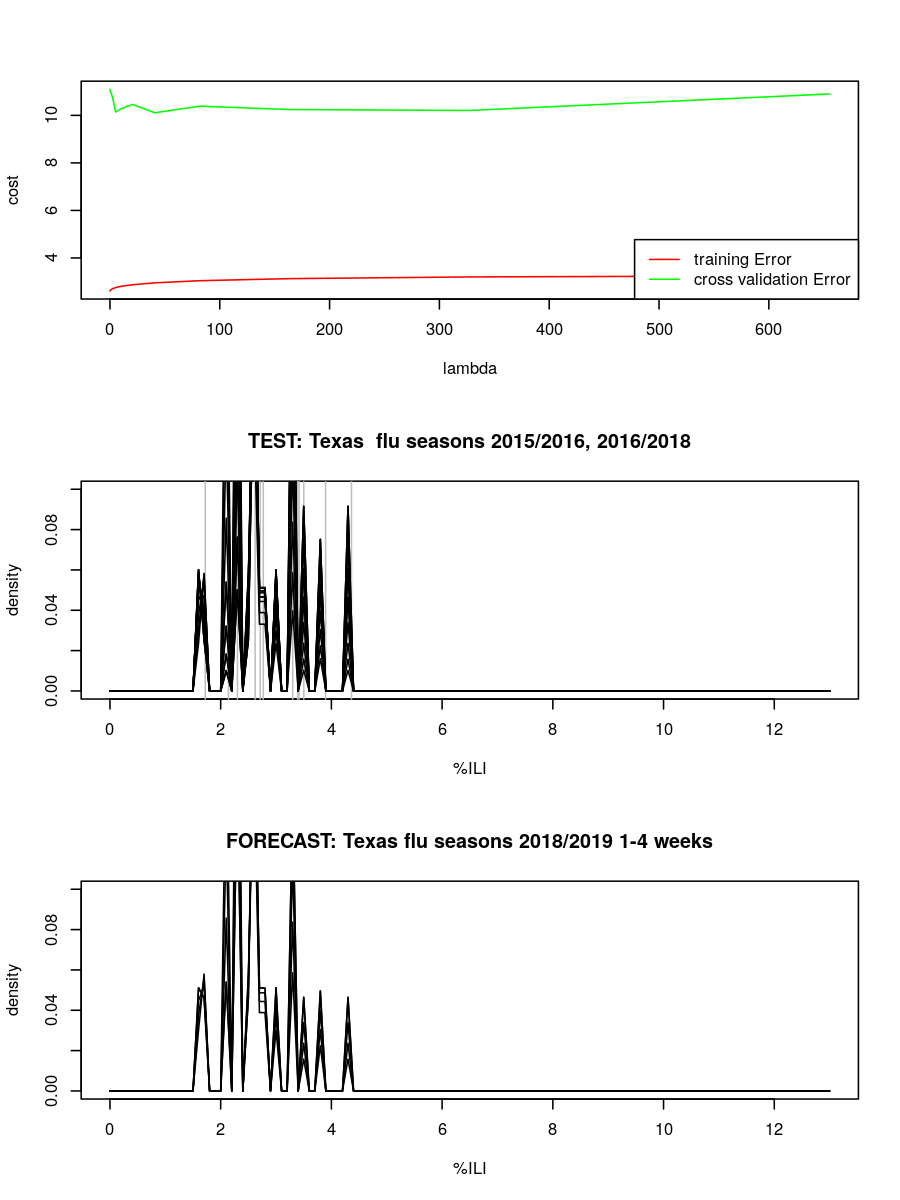 cost
4 6 8 10
training Error
cross validation Error
0 100 200 300 400 500 600
lambda
TEST: Texas  flu seasons 2015/2016, 2016/2018
density
0.00 0.04 0.08
0 2 4 6 8 10 12
%ILI
FORECAST: Texas flu seasons 2018/2019 1-4 weeks
density
0.00 0.04 0.08
0 2 4 6 8 10 12
%ILI